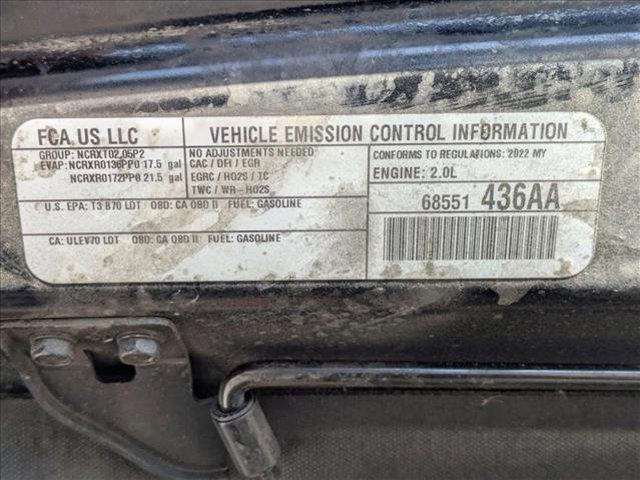 FCA US LLC
VEHICLE EMISSION CONTROL INFORMATION
GROUP: NCRXT02.05P2
EVAP: NCRXR0136PP0 17.5 gal
NCRXR0172PP0 21.5 gal
NO ADJUSTMENTS NEEDED
CAC / DFI / EGR
EGRC / HO2S / TC
TWC / WR-HO2S
CONFORMS TO REGULATIONS: 2022 MY
ENGINE: 2.0L
U.S. EPA: T3 B70 LDT OBD: CA OBD II FUEL: GASOLINE
68551 436AA
CA: ULEV70 LDT OBD: CA OBD II FUEL: GASOLINE